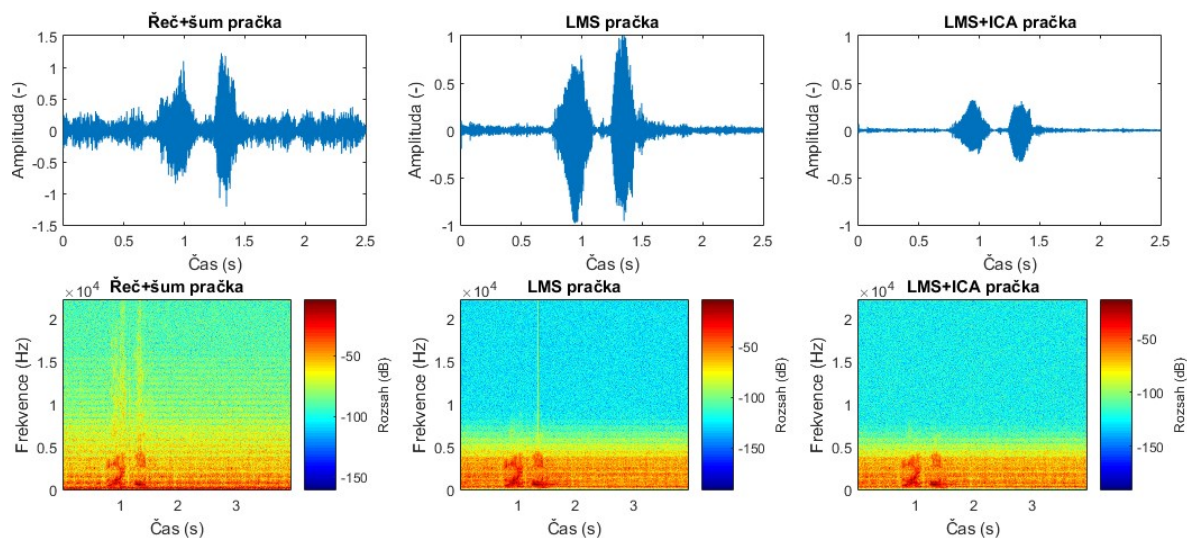 Řeč+šum pračka
1.5
1
0.5
0
-0.5
-1
-1.5
Amplituda (-)
0 0.5 1 1.5 2 2.5
Čas (s)
LMS pračka
1
0.5
0
-0.5
-1
Amplituda (-)
0 0.5 1 1.5 2 2.5
Čas (s)
LMS+ICA pračka
1
0.5
0
-0.5
-1
Amplituda (-)
0 0.5 1 1.5 2 2.5
Čas (s)
Řeč+šum pračka
×10⁴
2
1.5
1
0.5
0
Frekvence (Hz)
1 2 3
Čas (s)
-50
-100
-150
Rozsah (dB)
LMS pračka
×10⁴
2
1.5
1
0.5
0
Frekvence (Hz)
1 2 3
Čas (s)
-50
-100
-150
Rozsah (dB)
LMS+ICA pračka
×10⁴
2
1.5
1
0.5
0
Frekvence (Hz)
1 2 3
Čas (s)
-50
-100
-150
Rozsah (dB)